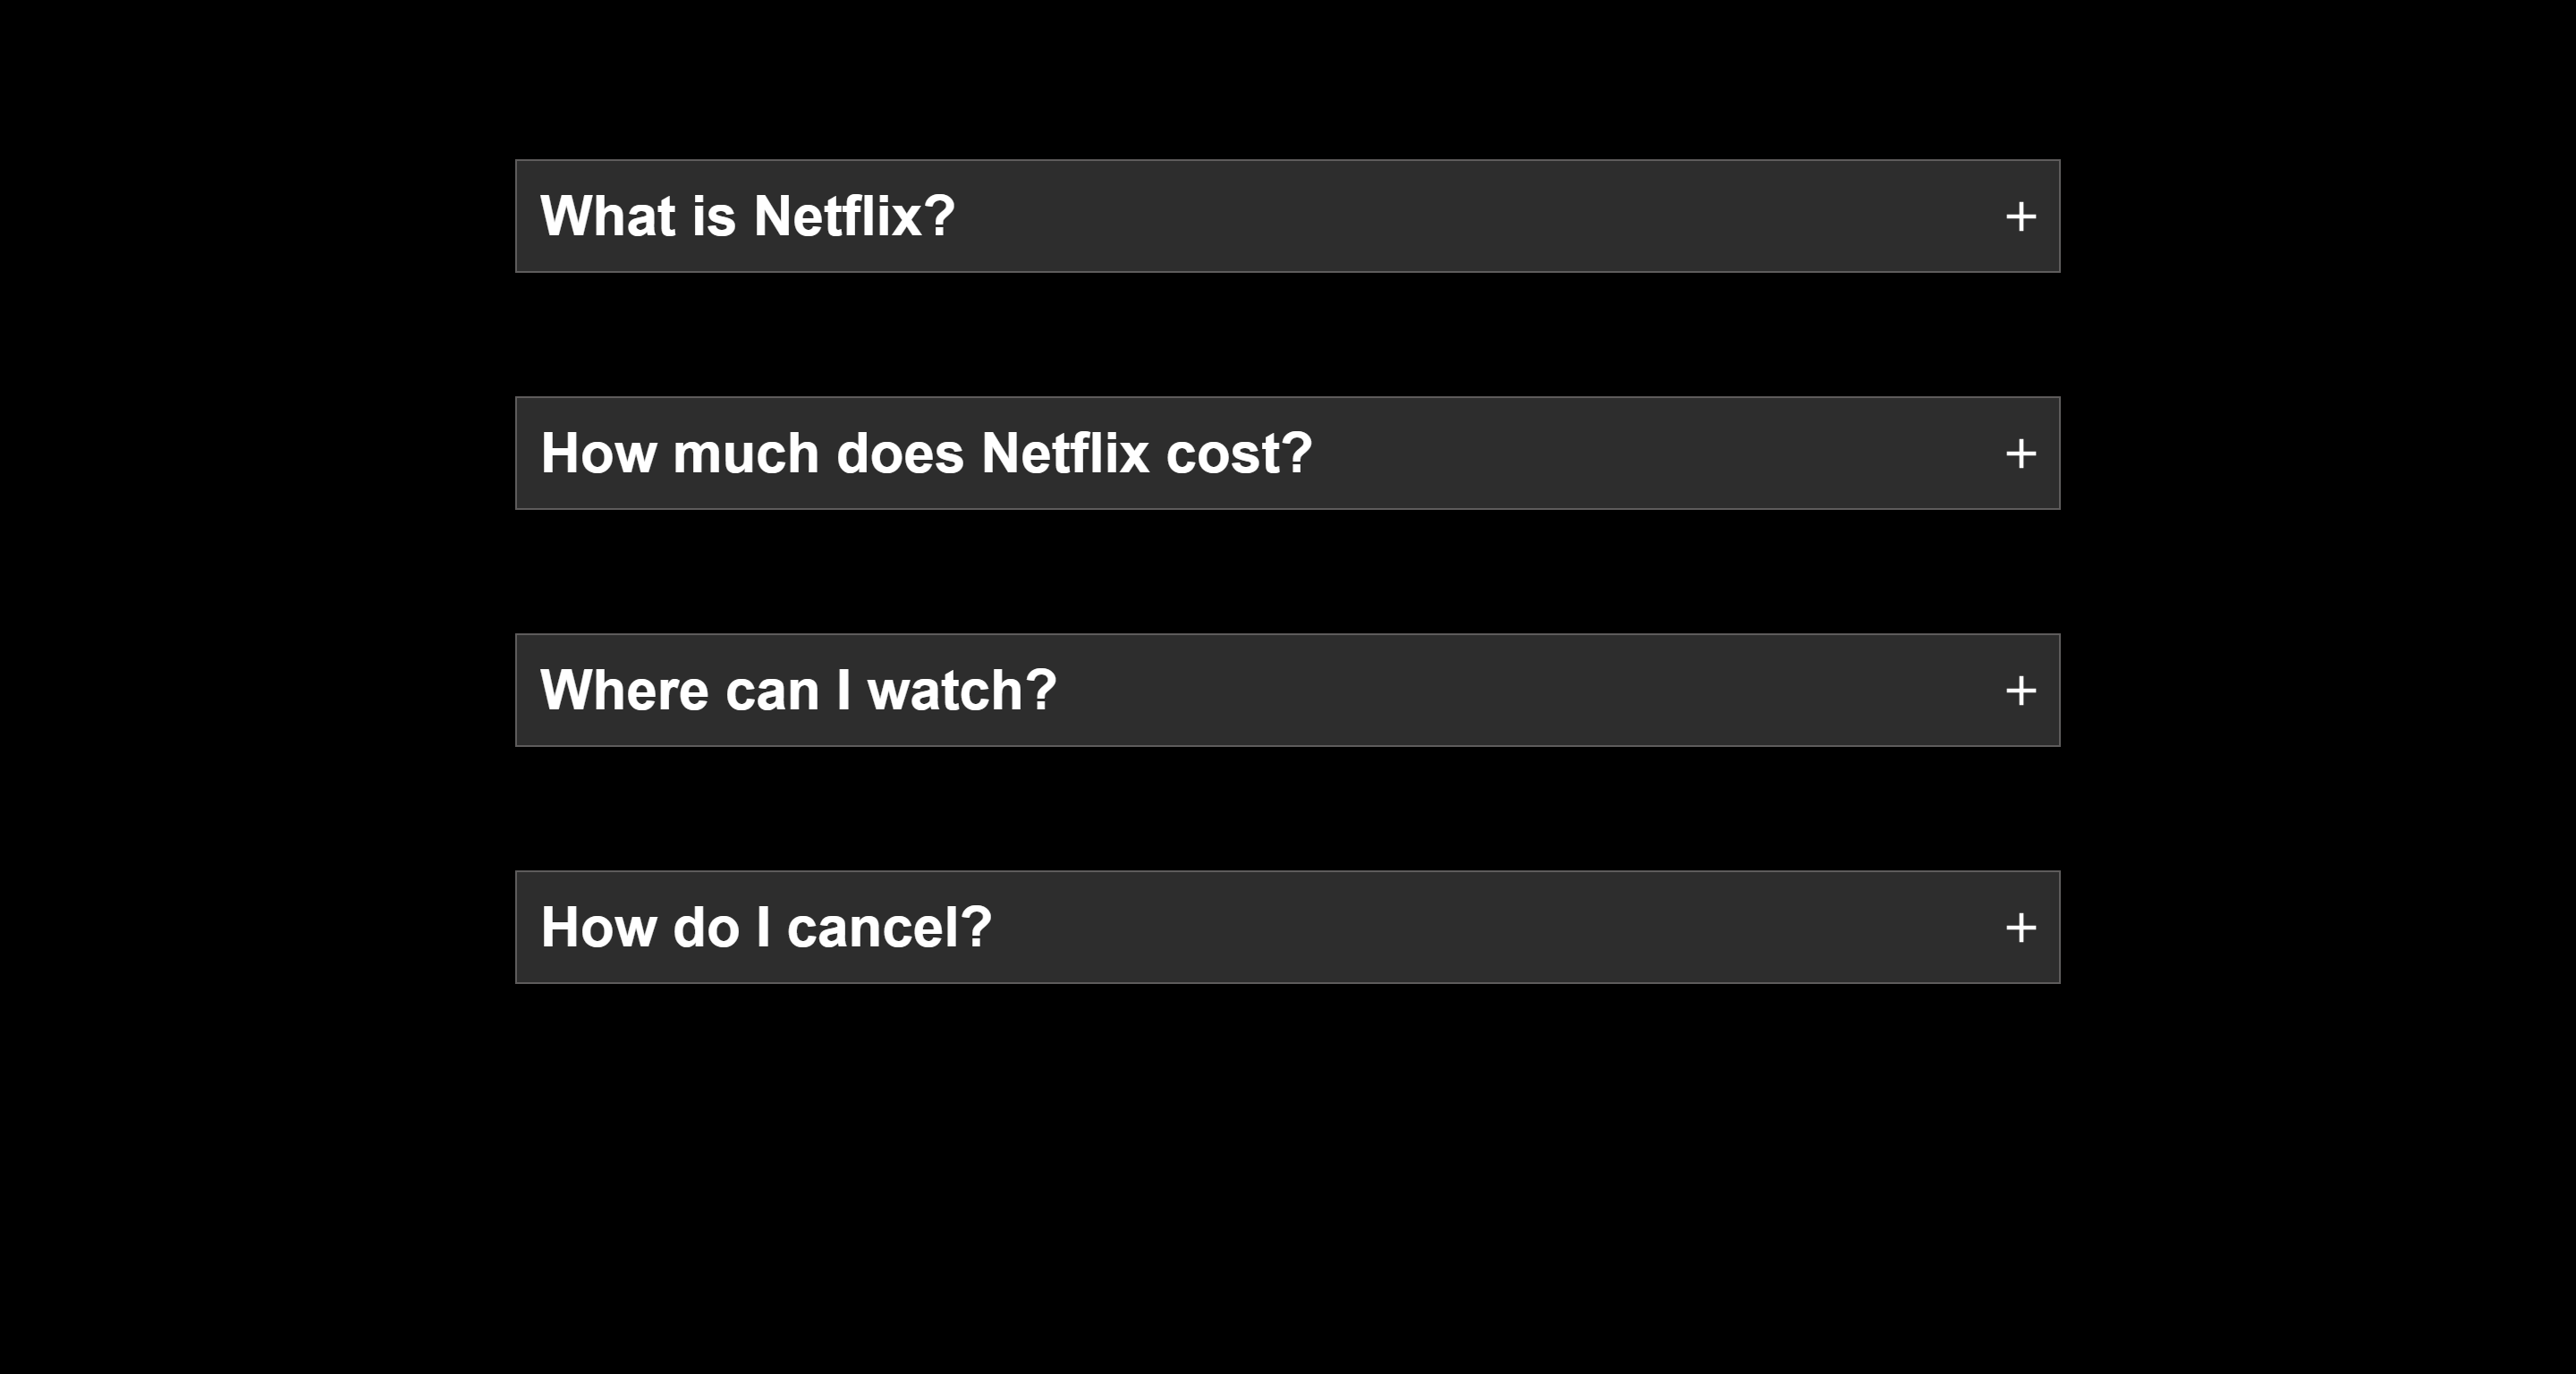 What is Netflix? +
How much does Netflix cost? +
Where can I watch? +
How do I cancel? +